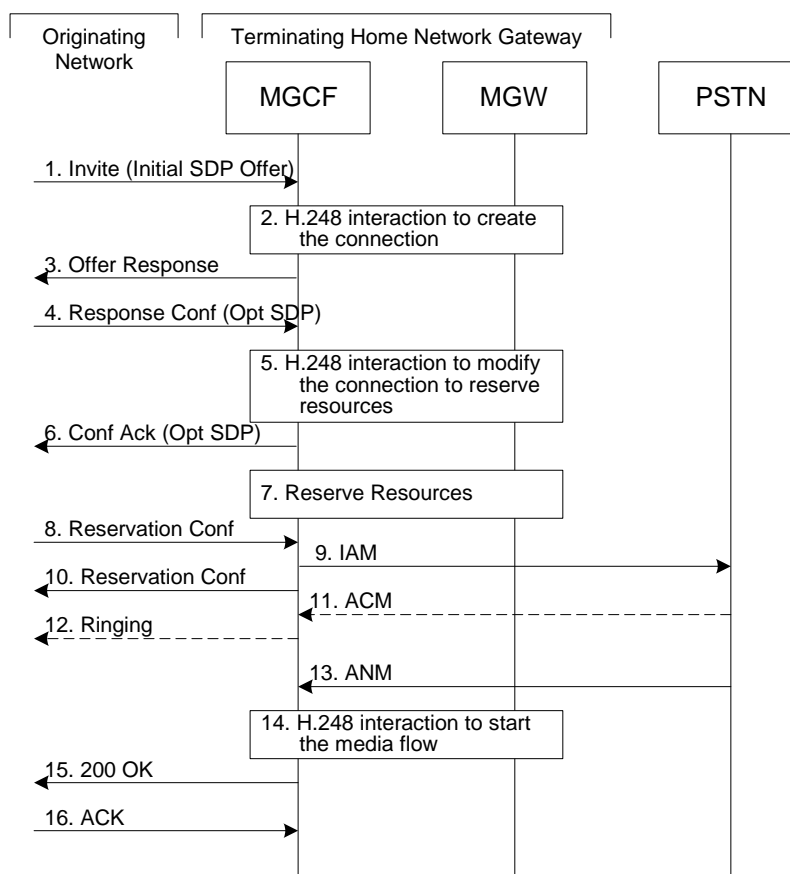 Originating
Network
Terminating Home Network Gateway
MGCF
MGW
PSTN
1. Invite (Initial SDP Offer)
2. H.248 interaction to create
the connection
3. Offer Response
4. Response Conf (Opt SDP)
5. H.248 interaction to modify
the connection to reserve
resources
6. Conf Ack (Opt SDP)
7. Reserve Resources
8. Reservation Conf
9. IAM
10. Reservation Conf
11. ACM
12. Ringing
13. ANM
14. H.248 interaction to start
the media flow
15. 200 OK
16. ACK